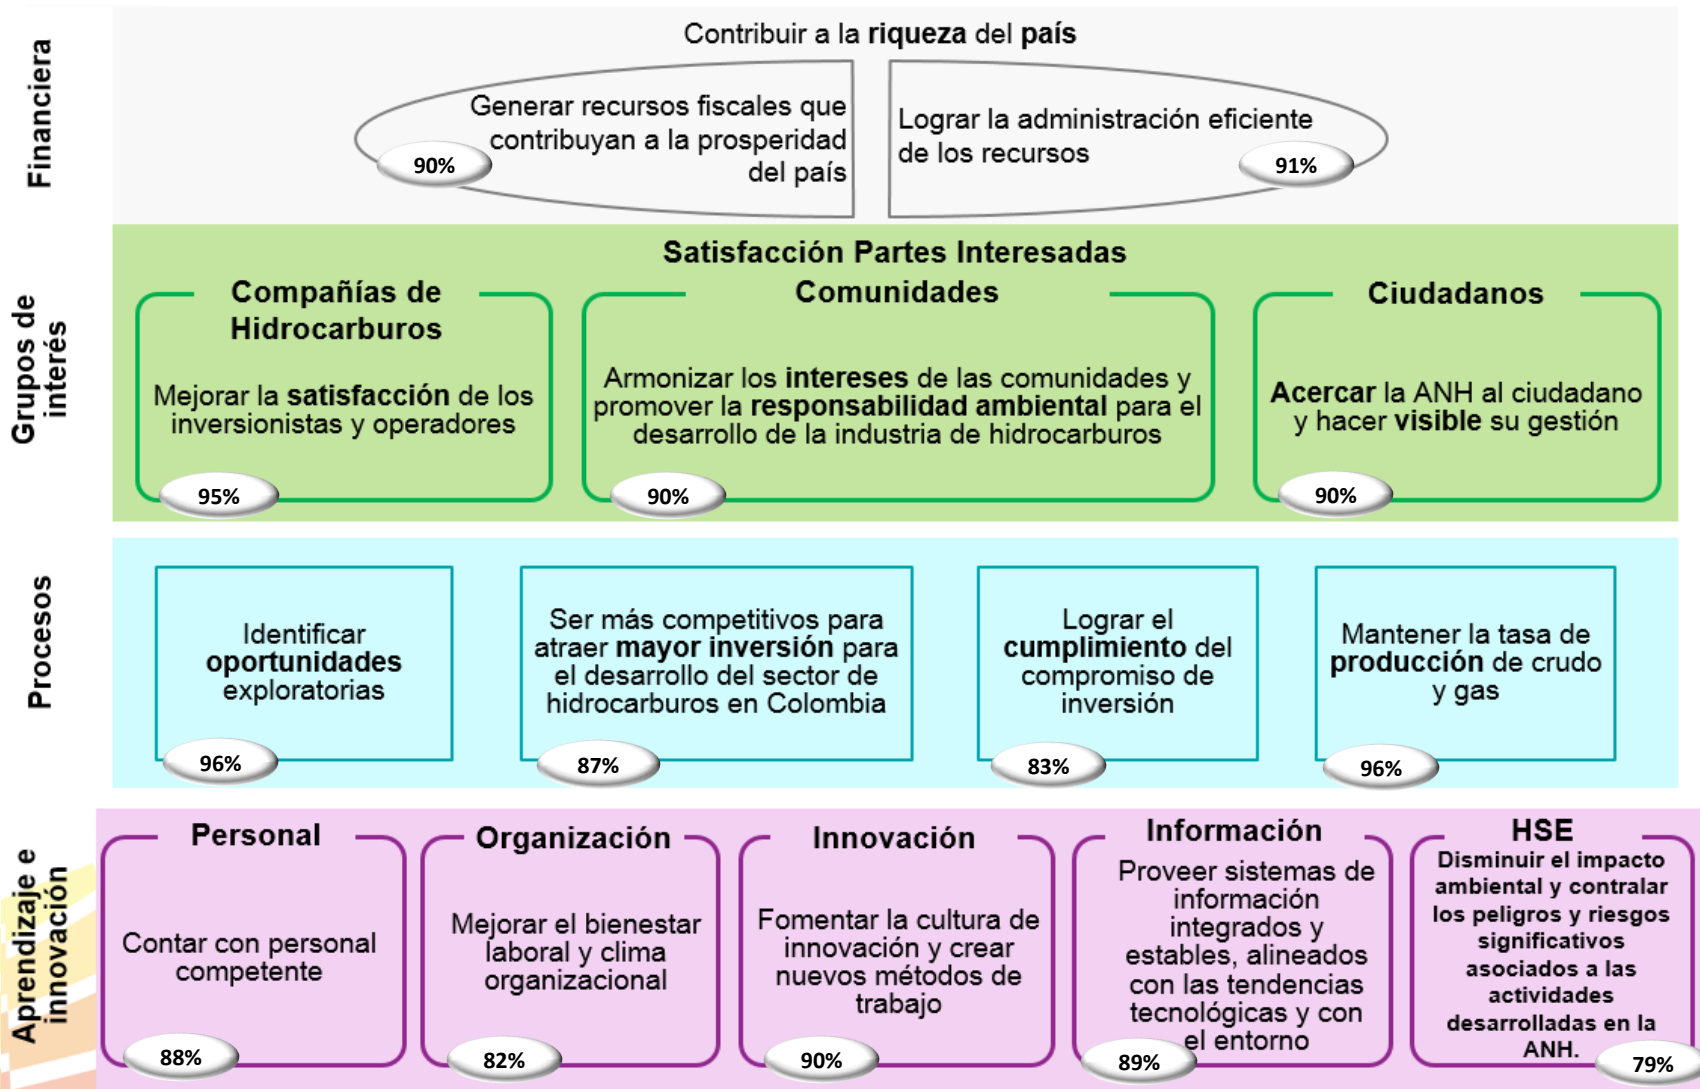 Financiera
Contribuir a la riqueza del país
Generar recursos fiscales que
contribuyan a la prosperidad
del país
90%
Lograr la administración eficiente
de los recursos
91%
Grupos de
interés
Satisfacción Partes Interesadas
Compañías de
Hidrocarburos
Mejorar la satisfacción de los
inversionistas y operadores
95%
Comunidades
Armonizar los intereses de las comunidades y
promover la responsabilidad ambiental para el
desarrollo de la industria de hidrocarburos
90%
Ciudadanos
Acercar la ANH al ciudadano
y hacer visible su gestión
90%
Procesos
Identificar
oportunidades
exploratorias
96%
Ser más competitivos para
atraer mayor inversión para
el desarrollo del sector de
hidrocarburos en Colombia
87%
Lograr el
cumplimiento del
compromiso de
inversión
83%
Mantener la tasa de
producción de crudo
y gas
96%
Aprendizaje e
innovación
Personal
Contar con personal
competente
88%
Organización
Mejorar el bienestar
laboral y clima
organizacional
82%
Innovación
Fomentar la cultura de
innovación y crear
nuevos métodos de
trabajo
90%
Información
Proveer sistemas de
información
integrados y
estables, alineados
con las tendencias
tecnológicas y con
el entorno
89%
HSE
Disminuir el impacto
ambiental y contralar
los peligros y riesgos
significativos
asociados a las
actividades
desarrolladas en la
ANH.
79%